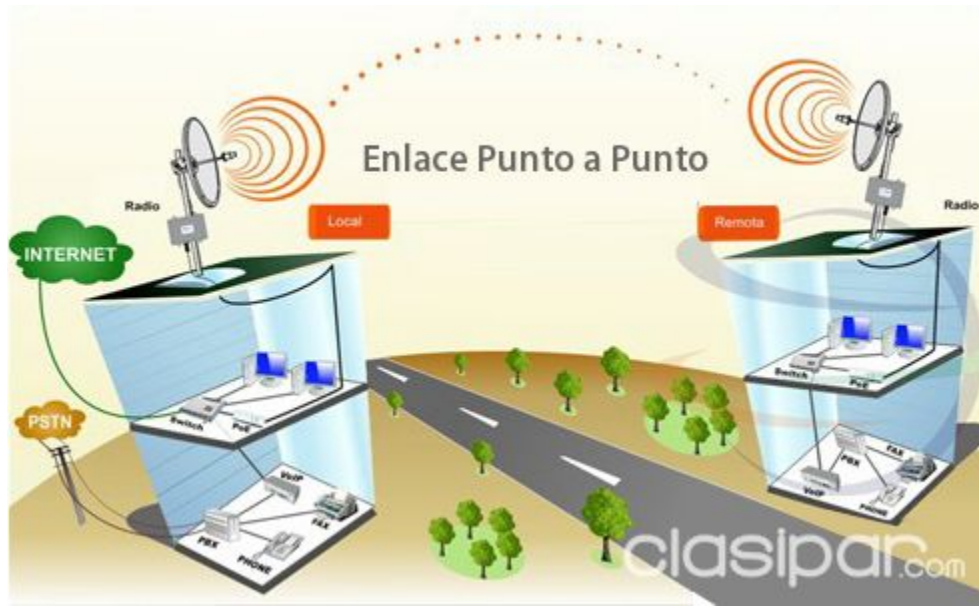 Enlace Punto a Punto
Radio
Local
Remota
Radio
INTERNET
Switch
PoE
Switch
PoE
PSTN
VoIP
FAX
PBX
PHONE
FAX
PBX
VoIP
PHONE
clasipar.com